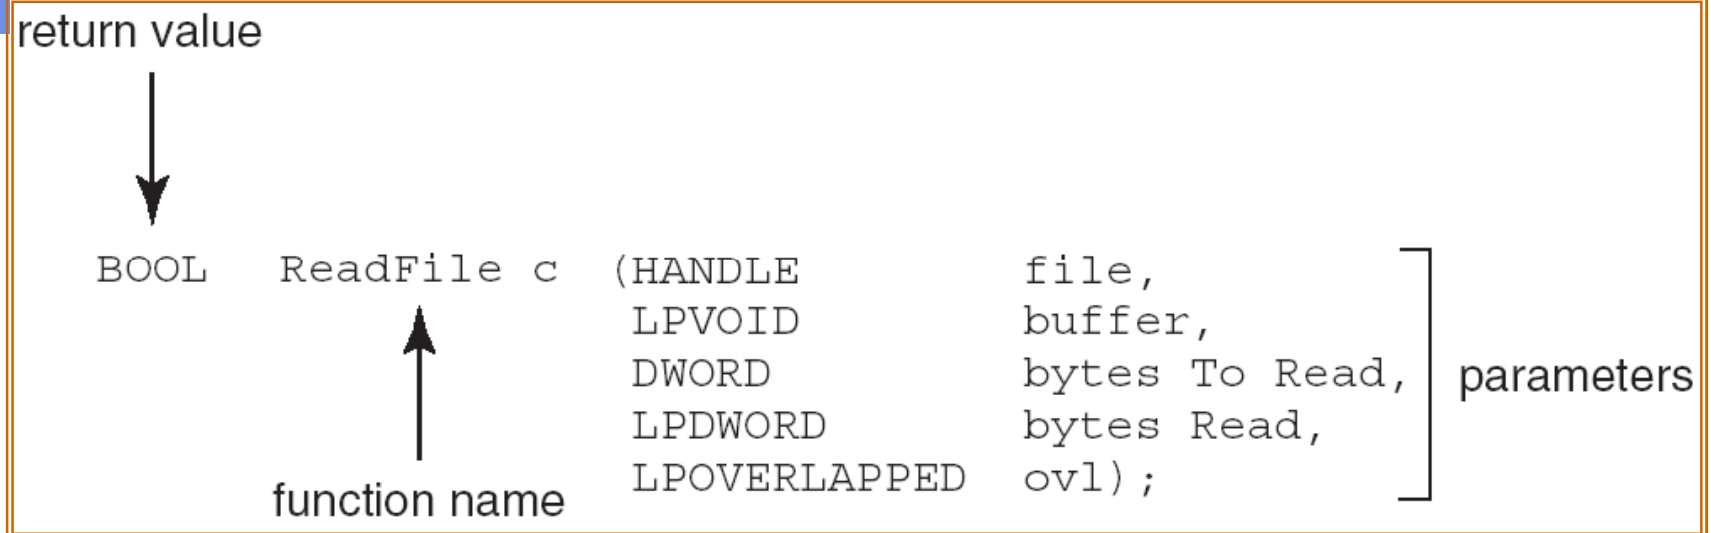 return value
BOOL ReadFile c (HANDLE file,
LPVOID buffer,
DWORD bytes To Read,
LPDWORD bytes Read,
LPOVERLAPPED ovl);
parameters
function name